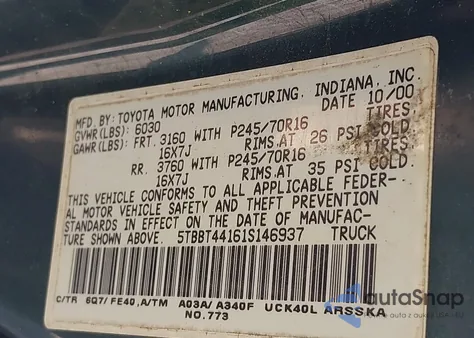 MFD. BY: TOYOTA MOTOR MANUFACTURING, INDIANA, INC.
GVWR(LBS): 6030 DATE 10/00
GAWR(LBS): FRT. 3160 WITH P245/70R16 TIRES
16X7J RIMS.AT 26 PSI COLD.
RR. 3760 WITH P245/70R16 TIRES
16X7J RIMS.AT 35 PSI COLD.
THIS VEHICLE CONFORMS TO ALL APPLICABLE FEDER-
AL MOTOR VEHICLE SAFETY AND THEFT PREVENTION
STANDARDS IN EFFECT ON THE DATE OF MANUFAC-
TURE SHOWN ABOVE. 5TBBT44161S146937 TRUCK
C/TR 6Q7/FE40,A/TM A03A/A340F UCK40L ARSSKA
NO.773
autoSnap